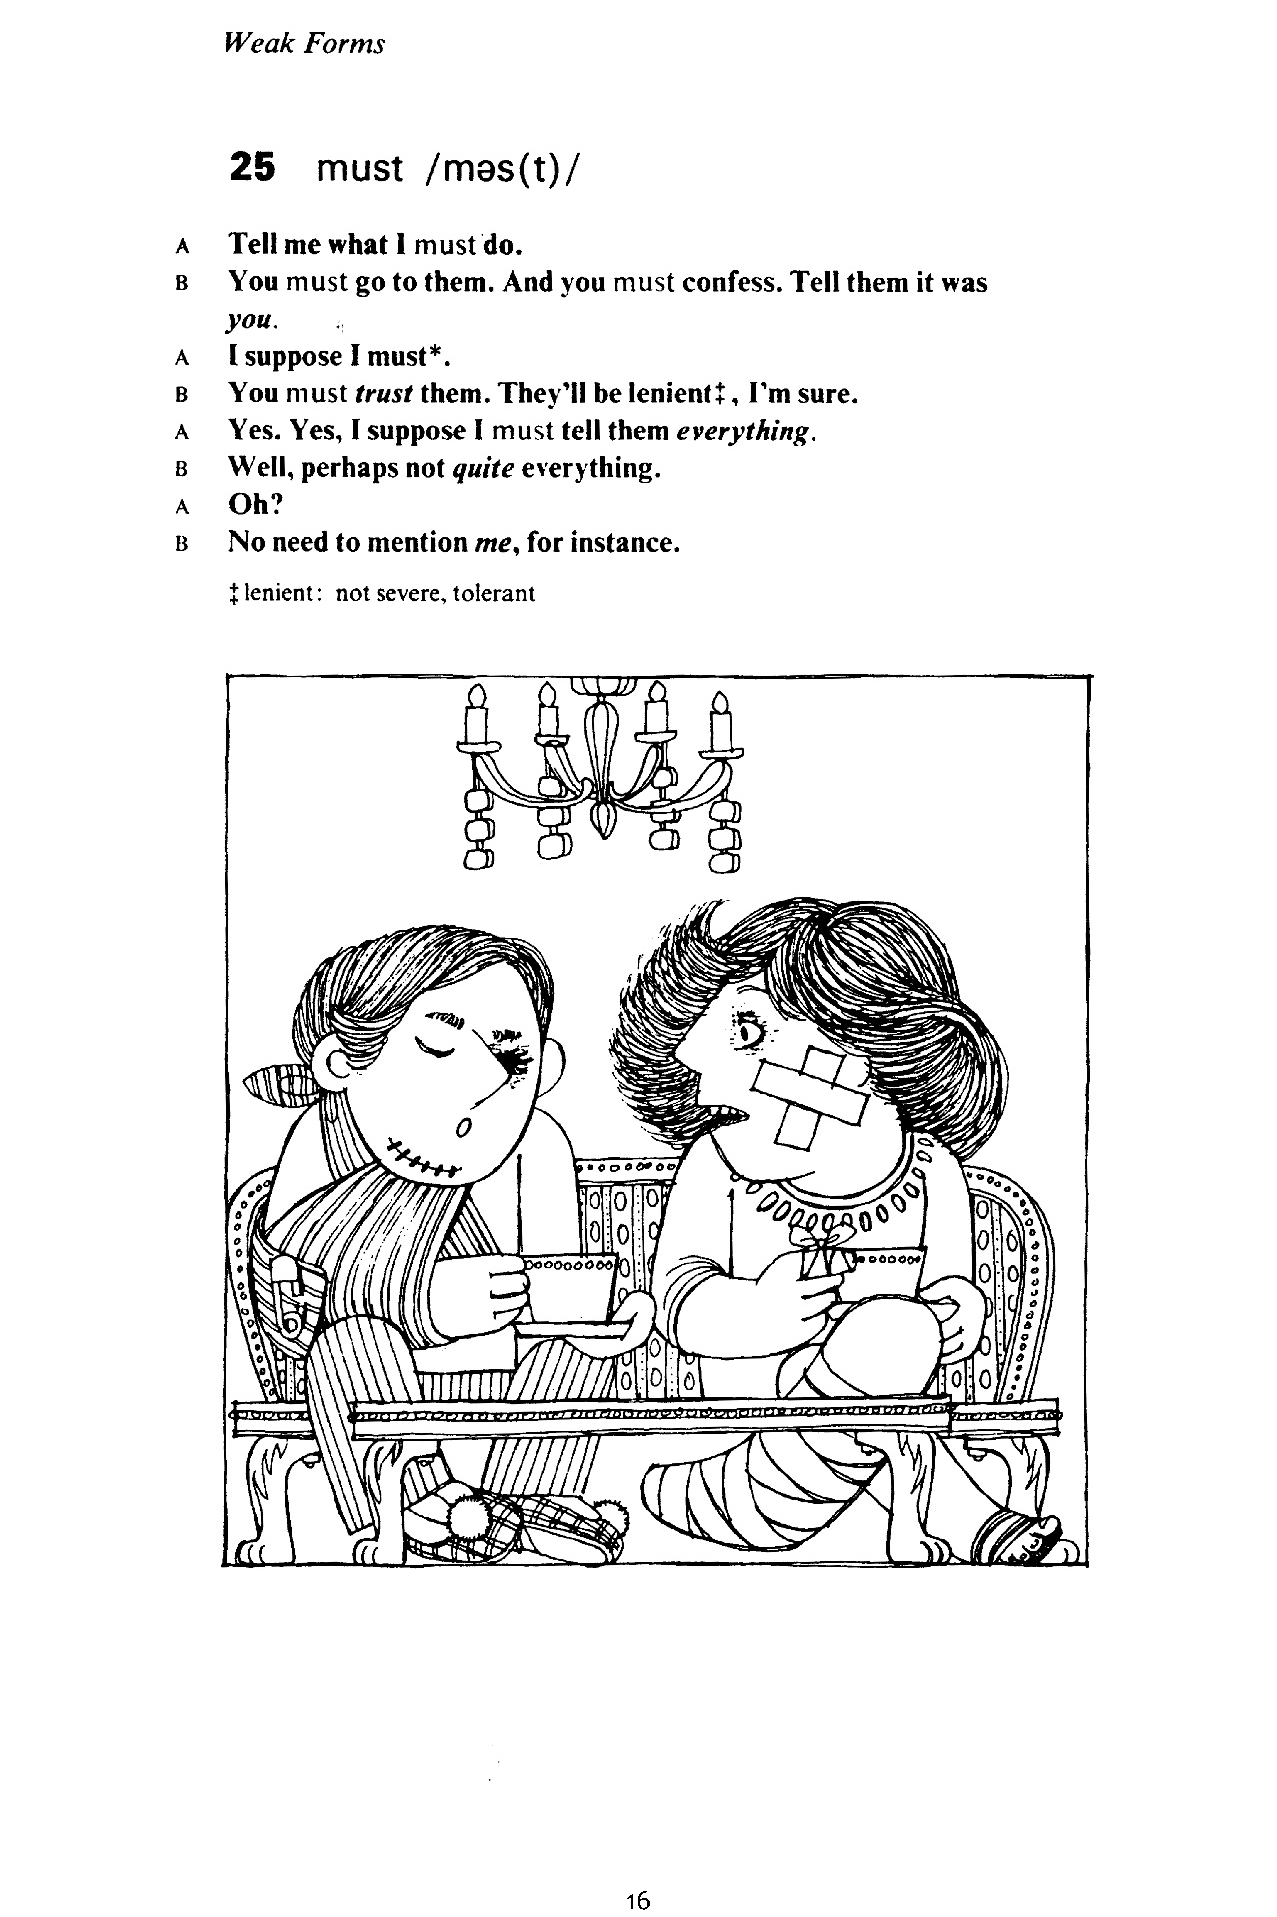 Weak Forms
25 must /məs(t)/
A Tell me what I must do.
B You must go to them. And you must confess. Tell them it was
you.
A I suppose I must*.
B You must trust them. They'll be lenient‡, I'm sure.
A Yes. Yes, I suppose I must tell them everything.
B Well, perhaps not quite everything.
A Oh?
B No need to mention me, for instance.
‡ lenient: not severe, tolerant
16